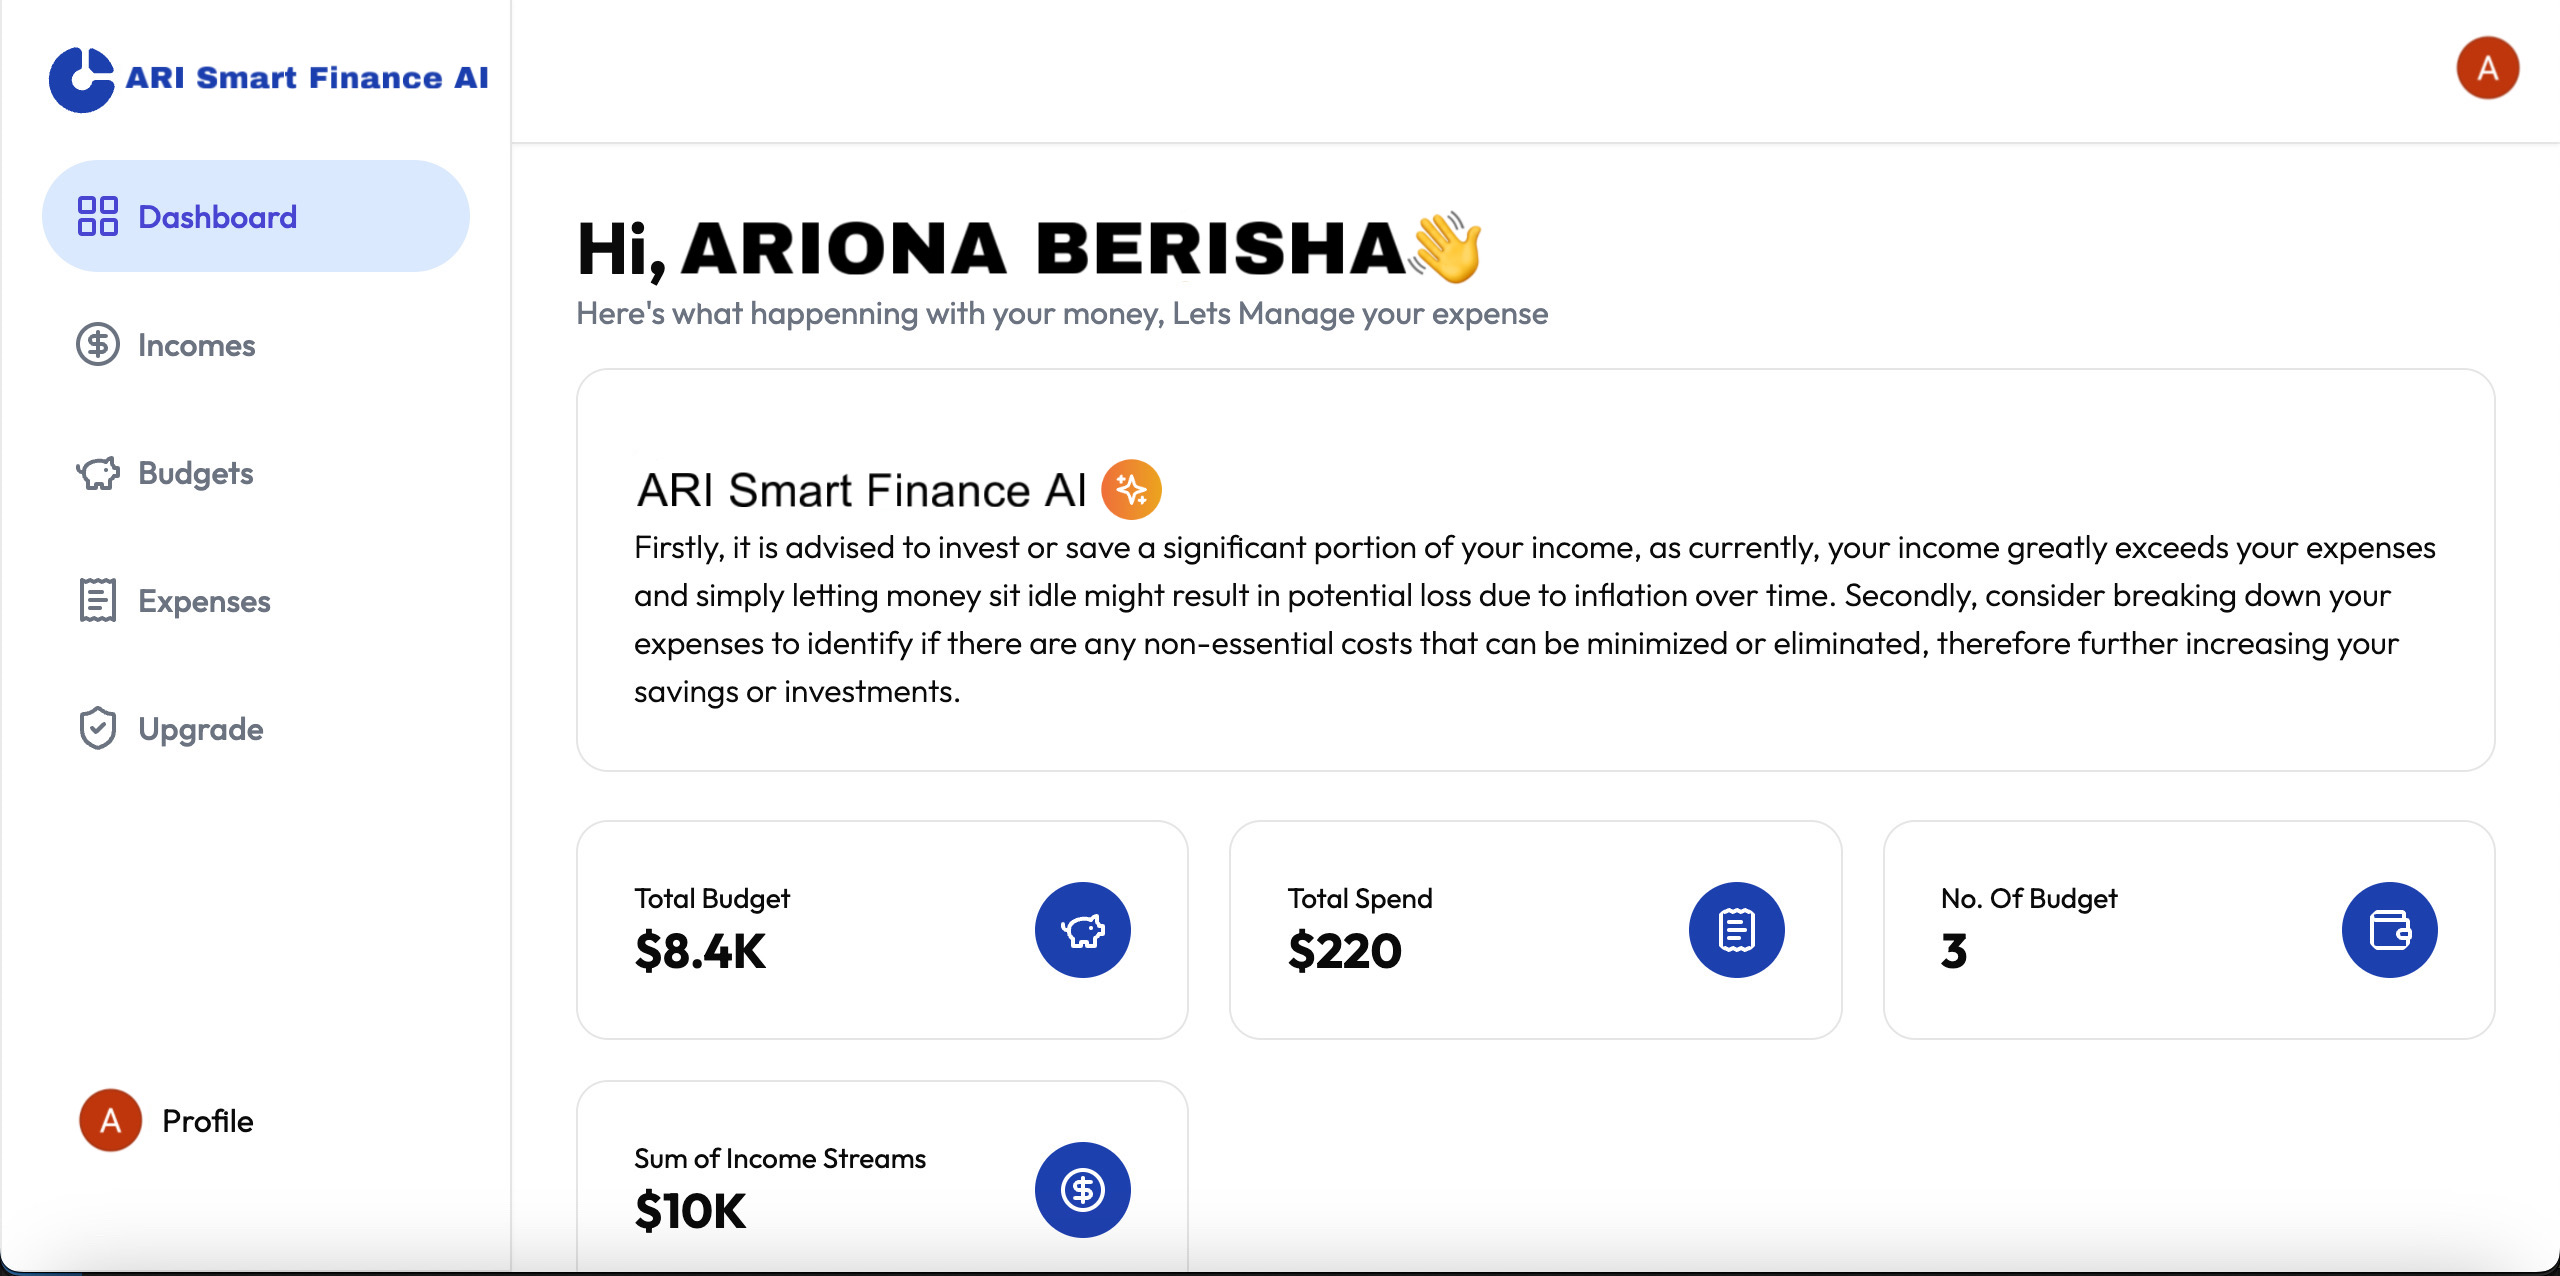 ARI Smart Finance AI
Dashboard
Incomes
Budgets
Expenses
Upgrade
A Profile
A
Hi, ARIONA BERISHA👋
Here's what happenning with your money, Lets Manage your expense
ARI Smart Finance AI
Firstly, it is advised to invest or save a significant portion of your income, as currently, your income greatly exceeds your expenses
and simply letting money sit idle might result in potential loss due to inflation over time. Secondly, consider breaking down your
expenses to identify if there are any non-essential costs that can be minimized or eliminated, therefore further increasing your
savings or investments.
Total Budget
$8.4K
Total Spend
$220
No. Of Budget
3
Sum of Income Streams
$10K